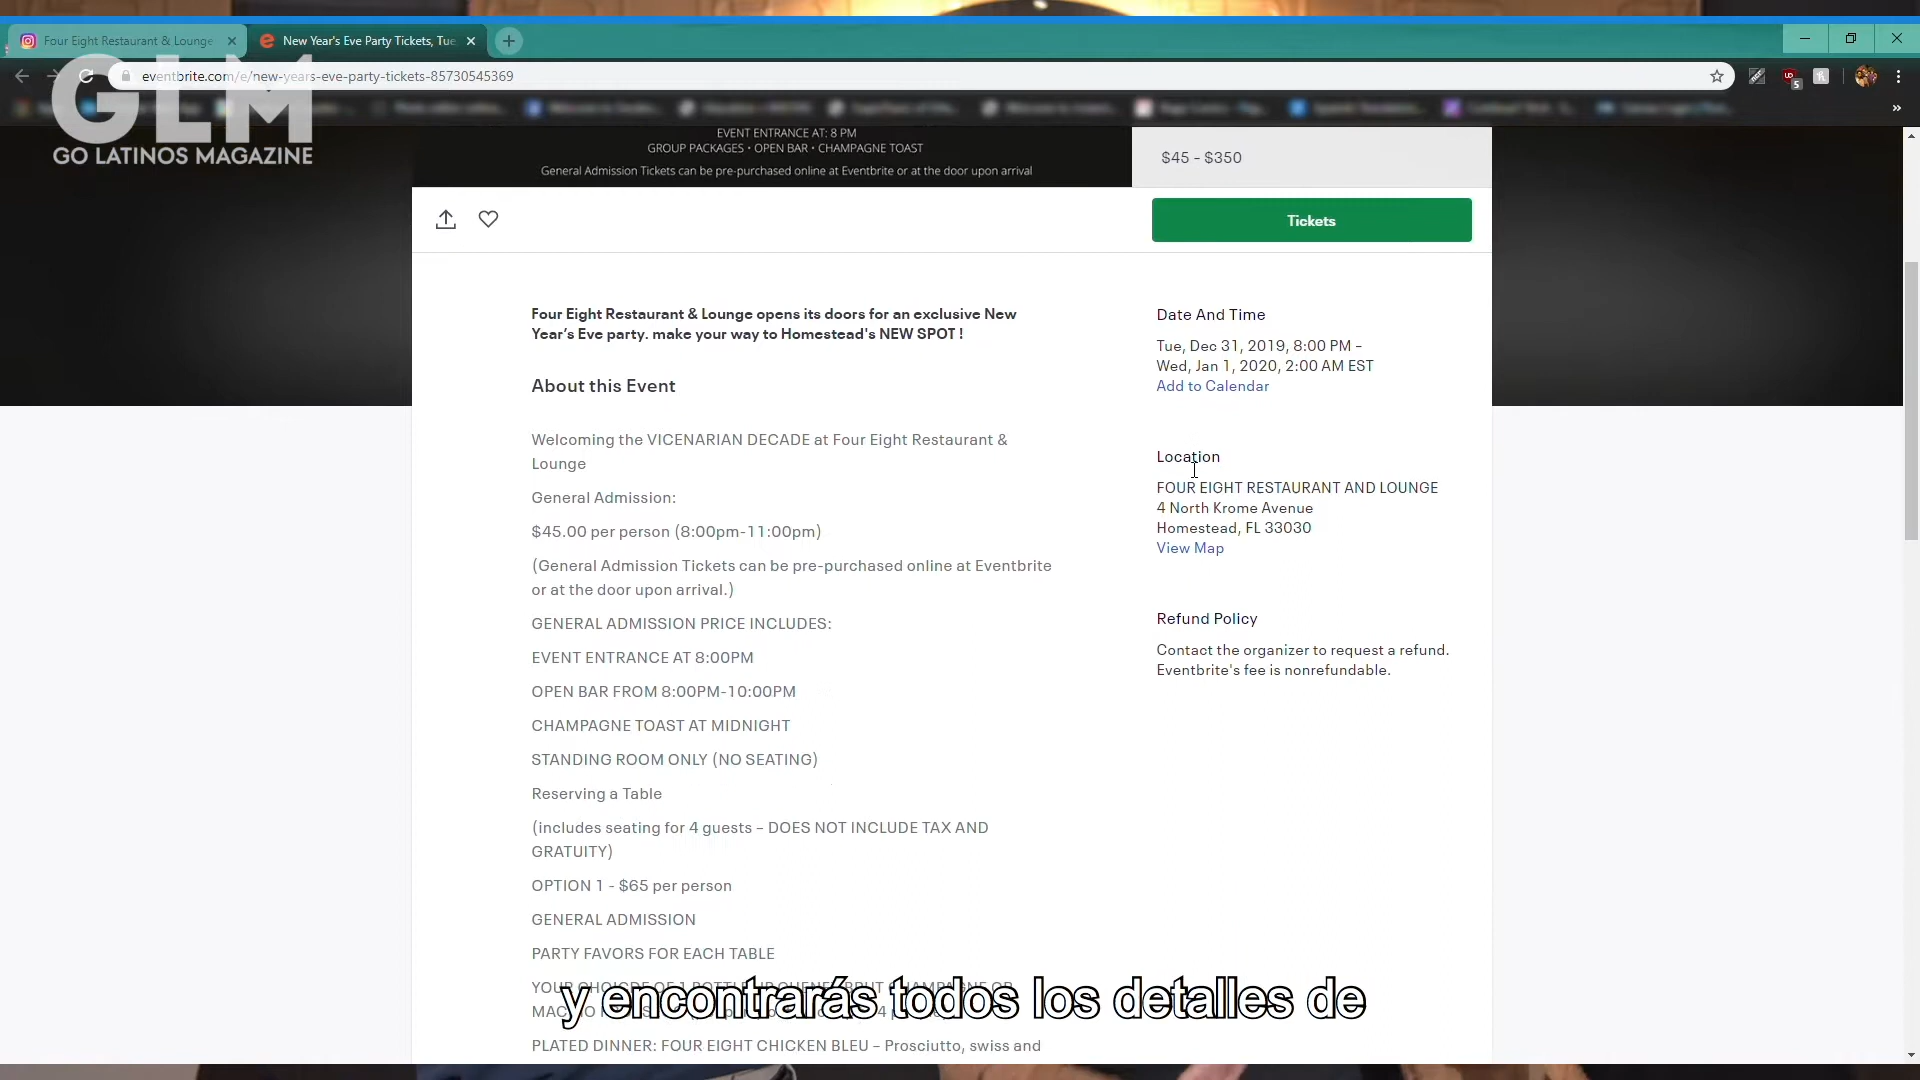 Four Eight Restaurant & Lounge
New Year's Eve Party Tickets, Tue
eventbrite.com/e/new-years-eve-party-tickets-85730545369
GLM
GO LATINOS MAGAZINE
EVENT ENTRANCE AT: 8 PM
GROUP PACKAGES • OPEN BAR • CHAMPAGNE TOAST
General Admission Tickets can be pre-purchased online at Eventbrite or at the door upon arrival
$45 - $350
Tickets
Four Eight Restaurant & Lounge opens its doors for an exclusive New
Year's Eve party. make your way to Homestead's NEW SPOT !
About this Event
Welcoming the VICENARIAN DECADE at Four Eight Restaurant &
Lounge
General Admission:
$45.00 per person (8:00pm-11:00pm)
(General Admission Tickets can be pre-purchased online at Eventbrite
or at the door upon arrival.)
GENERAL ADMISSION PRICE INCLUDES:
EVENT ENTRANCE AT 8:00PM
OPEN BAR FROM 8:00PM-10:00PM
CHAMPAGNE TOAST AT MIDNIGHT
STANDING ROOM ONLY (NO SEATING)
Reserving a Table
(includes seating for 4 guests – DOES NOT INCLUDE TAX AND
GRATUITY)
OPTION 1 - $65 per person
GENERAL ADMISSION
PARTY FAVORS FOR EACH TABLE
PLATED DINNER: FOUR EIGHT CHICKEN BLEU – Prosciutto, swiss and
Date And Time
Tue, Dec 31, 2019, 8:00 PM –
Wed, Jan 1, 2020, 2:00 AM EST
Add to Calendar
Location
FOUR EIGHT RESTAURANT AND LOUNGE
4 North Krome Avenue
Homestead, FL 33030
View Map
Refund Policy
Contact the organizer to request a refund.
Eventbrite's fee is nonrefundable.
y encontrarás todos los detalles de